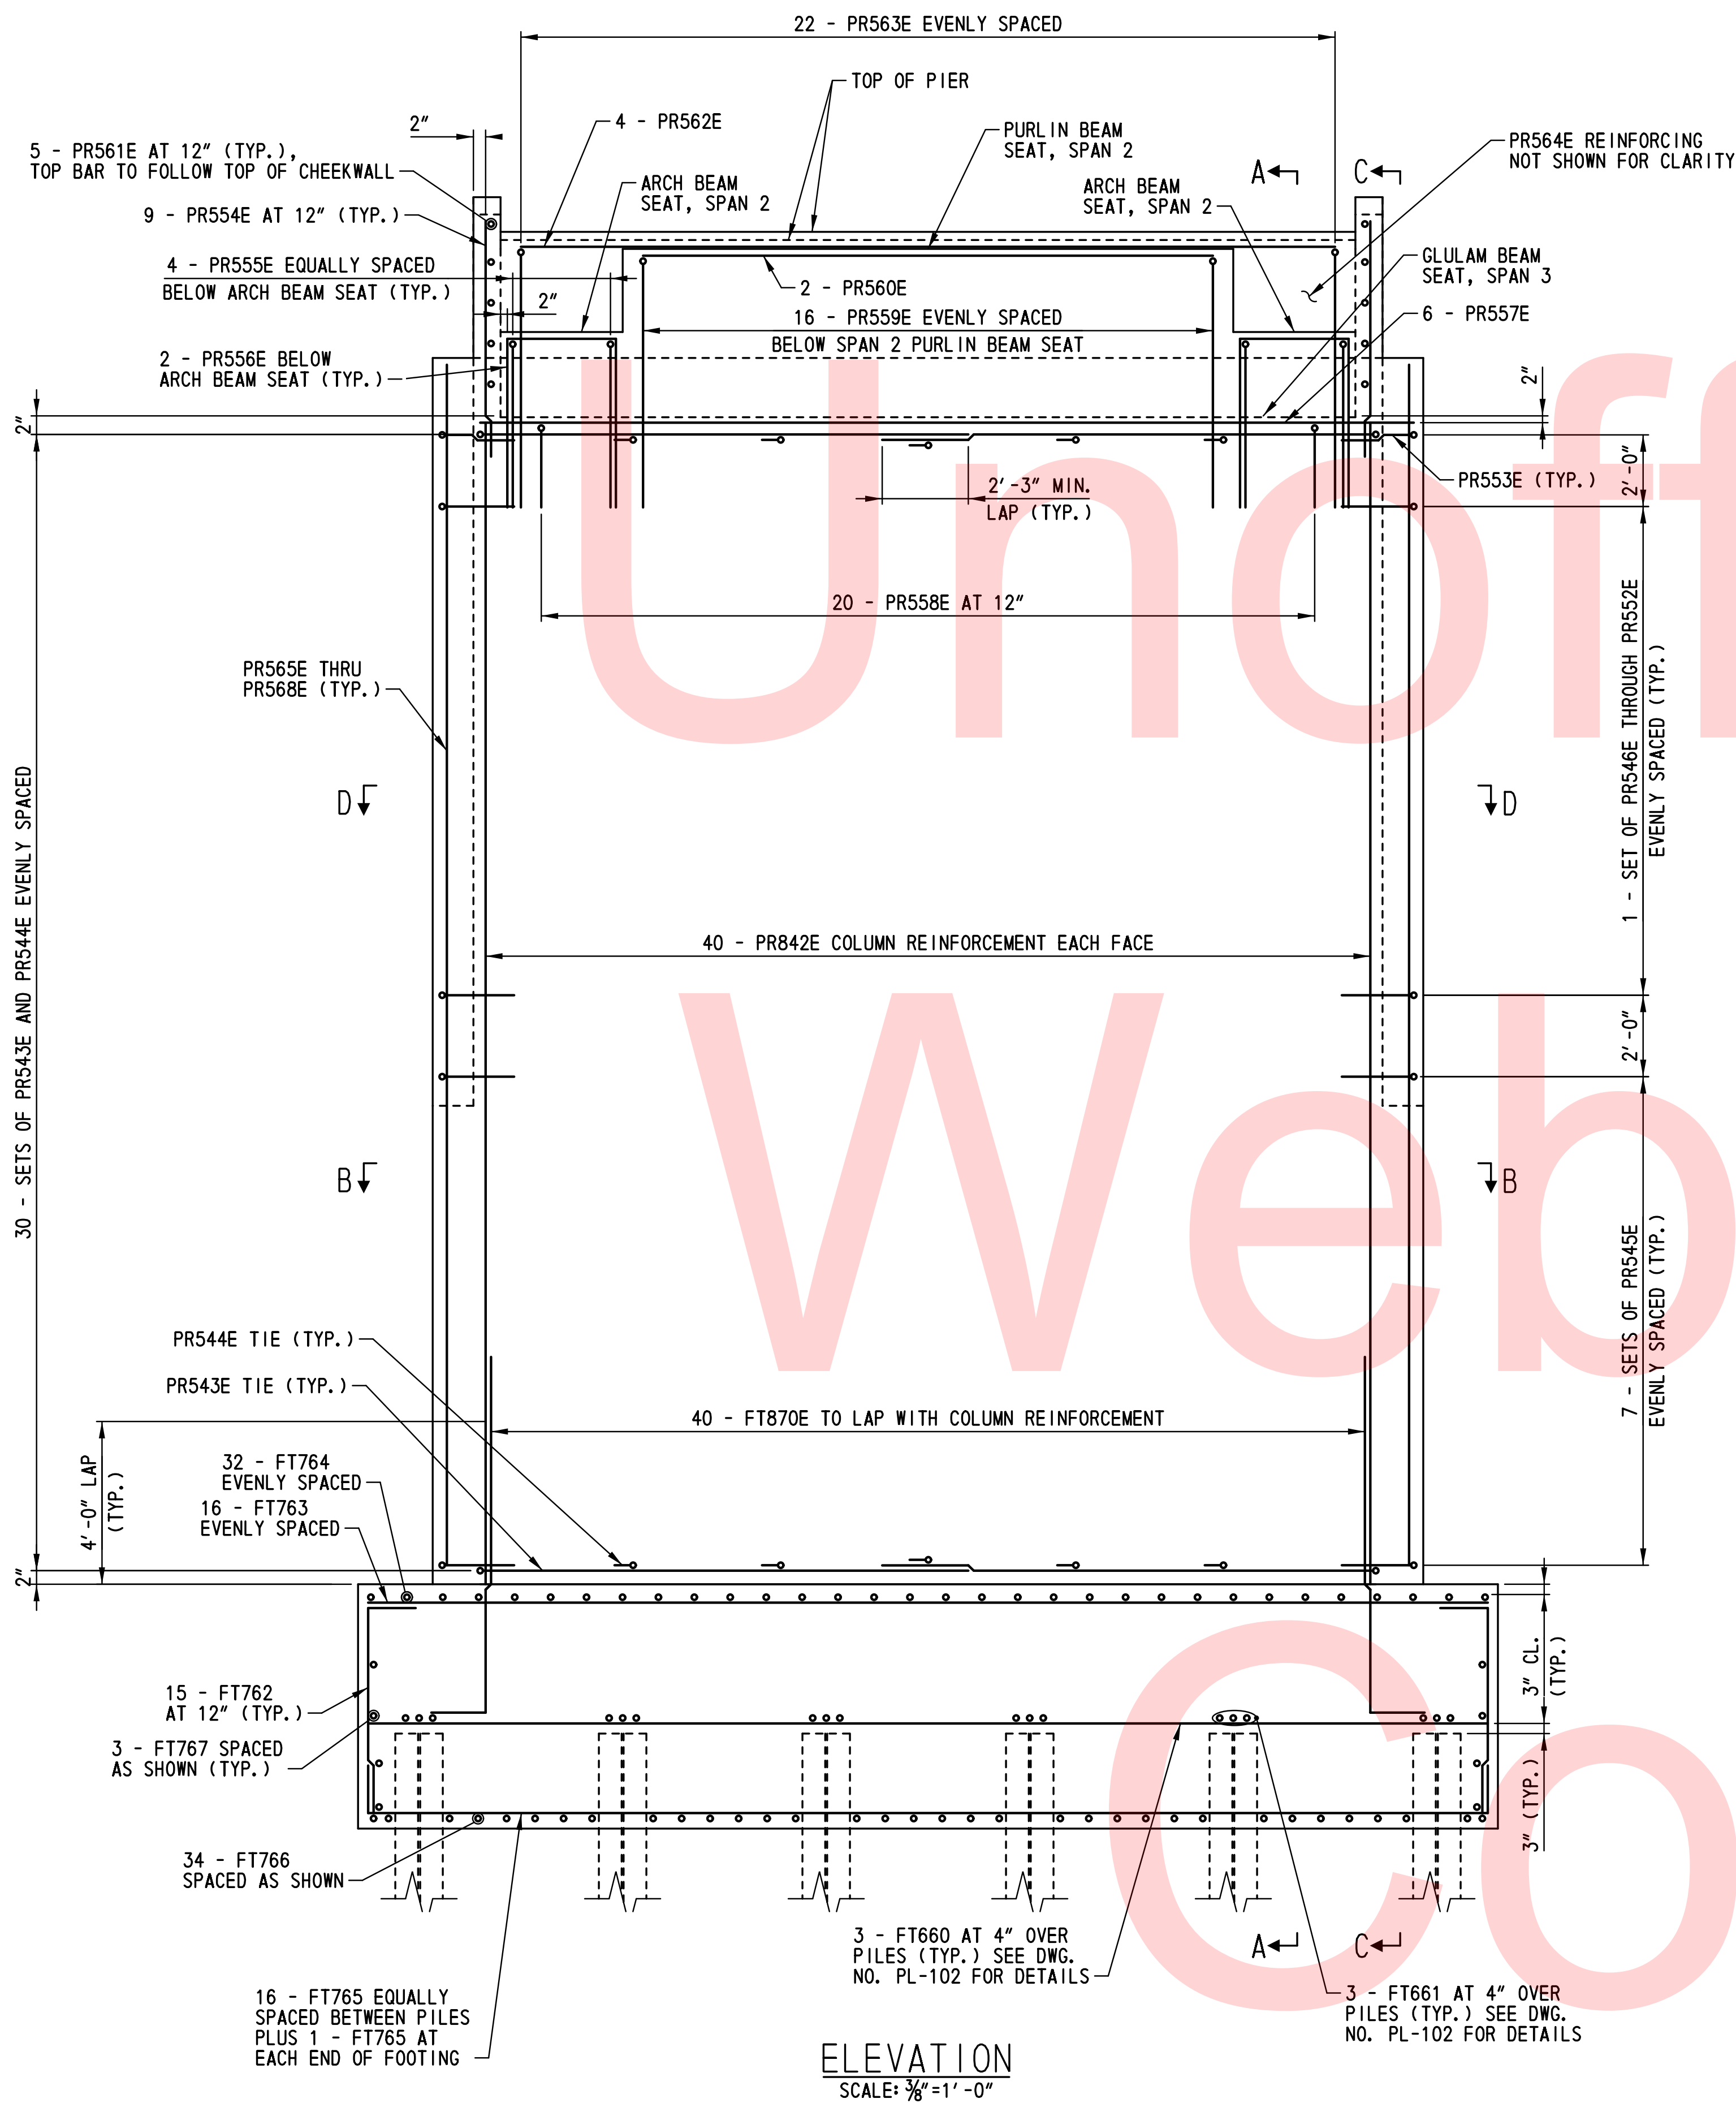 22 - PR563E EVENLY SPACED
TOP OF PIER
2"
4 - PR562E
PURLIN BEAM
SEAT, SPAN 2
PR564E REINFORCING
NOT SHOWN FOR CLARITY
5 - PR561E AT 12" (TYP.),
TOP BAR TO FOLLOW TOP OF CHEEKWALL
ARCH BEAM
SEAT, SPAN 2
ARCH BEAM
SEAT, SPAN 2
A
C
9 - PR554E AT 12" (TYP.)
4 - PR555E EQUALLY SPACED
BELOW ARCH BEAM SEAT (TYP.)
2"
2 - PR560E
GLULAM BEAM
SEAT, SPAN 3
16 - PR559E EVENLY SPACED
BELOW SPAN 2 PURLIN BEAM SEAT
6 - PR557E
2 - PR556E BELOW
ARCH BEAM SEAT (TYP.)
2"
2"
2'-3" MIN.
LAP (TYP.)
PR553E (TYP.)
2'-0"
20 - PR558E AT 12"
PR565E THRU
PR568E (TYP.)
1 - SET OF PR546E THROUGH PR552E
EVENLY SPACED (TYP.)
30 - SETS OF PR543E AND PR544E EVENLY SPACED
D
D
40 - PR842E COLUMN REINFORCEMENT EACH FACE
2'-0"
B
B
7 - SETS OF PR545E
EVENLY SPACED (TYP.)
PR544E TIE (TYP.)
PR543E TIE (TYP.)
40 - FT870E TO LAP WITH COLUMN REINFORCEMENT
4'-0" LAP
(TYP.)
32 - FT764
EVENLY SPACED
16 - FT763
EVENLY SPACED
2"
3" CL.
(TYP.)
15 - FT762
AT 12" (TYP.)
3 - FT767 SPACED
AS SHOWN (TYP.)
3" (TYP.)
34 - FT766
SPACED AS SHOWN
3 - FT660 AT 4" OVER
PILES (TYP.) SEE DWG.
NO. PL-102 FOR DETAILS
A
C
3 - FT661 AT 4" OVER
PILES (TYP.) SEE DWG.
NO. PL-102 FOR DETAILS
16 - FT765 EQUALLY
SPACED BETWEEN PILES
PLUS 1 - FT765 AT
EACH END OF FOOTING
ELEVATION
SCALE: 3/8"=1'-0"
Unoff
Web
Co